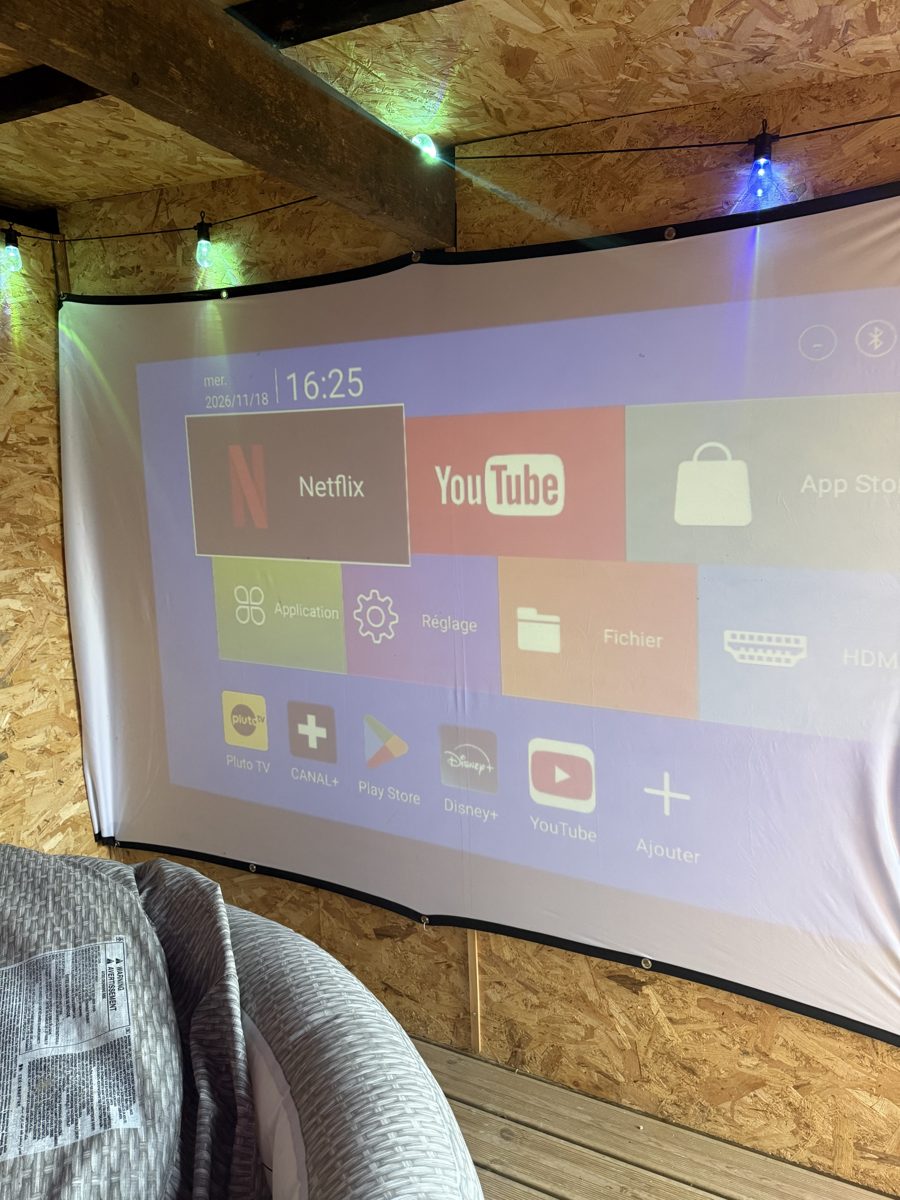 mer.
2026/11/18
16:25
Netflix
YouTube
App Sto
Application
Réglage
Fichier
HDM
pluto tv
Disney+
Pluto TV
CANAL+
Play Store
Disney+
YouTube
Ajouter
WARNING
AVERTISSEMENT